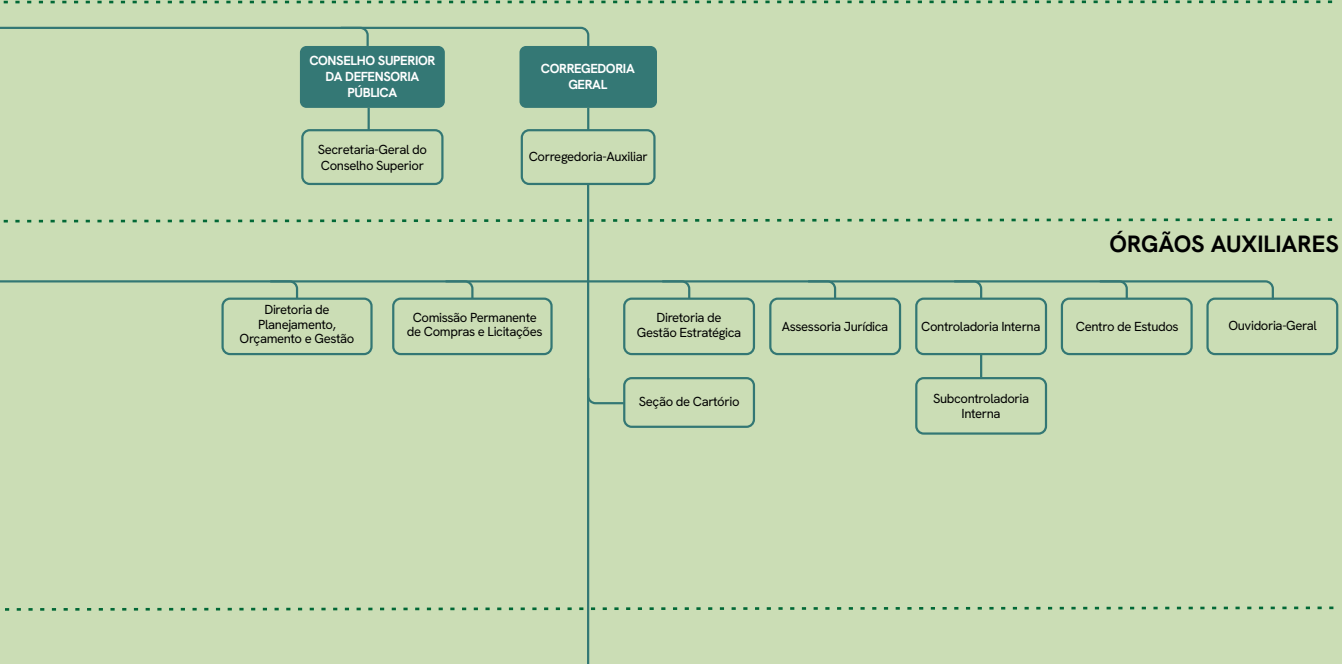 CONSELHO SUPERIOR
DA DEFENSORIA
PÚBLICA
CORREGEDORIA
GERAL
Secretaria-Geral do
Conselho Superior
Corregedoria-Auxiliar
ÓRGÃOS AUXILIARES
Diretoria de
Planejamento,
Orçamento e Gestão
Comissão Permanente
de Compras e Licitações
Diretoria de
Gestão Estratégica
Assessoria Jurídica
Controladoria Interna
Centro de Estudos
Ouvidoria-Geral
Seção de Cartório
Subcontroladoria
Interna